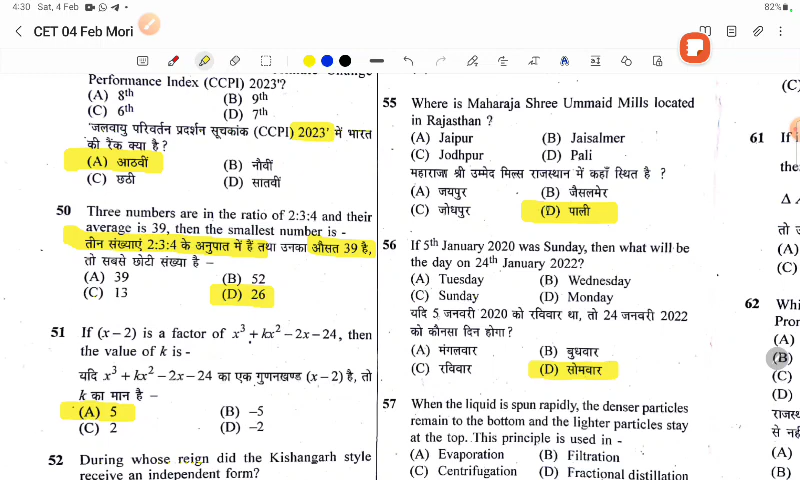 4:30 Sat, 4 Feb
82%
CET 04 Feb Mori
Performance Index (CCPI) 2023'?
(A) 8th (B) 9th
(C) 6th (D) 7th
'जलवायु परिवर्तन प्रदर्शन सूचकांक (CCPI) 2023' में भारत
की रैंक क्या है?
(A) आठवीं (B) नौवीं
(C) छठी (D) सातवीं
50 Three numbers are in the ratio of 2:3:4 and their
average is 39, then the smallest number is -
तीन संख्याएं 2:3:4 के अनुपात में हैं तथा उनका औसत 39 है,
तो सबसे छोटी संख्या है –
(A) 39 (B) 52
(C) 13 (D) 26
51 If (x – 2) is a factor of x³ + kx² – 2x – 24, then
the value of k is -
यदि x³ + kx² – 2x – 24 का एक गुणनखण्ड (x – 2) है, तो
k का मान है –
(A) 5 (B) –5
(C) 2 (D) –2
52 During whose reign did the Kishangarh style
receive an independent form?
55 Where is Maharaja Shree Ummaid Mills located
in Rajasthan ?
(A) Jaipur (B) Jaisalmer
(C) Jodhpur (D) Pali
महाराजा श्री उम्मेद मिल्स राजस्थान में कहाँ स्थित है ?
(A) जयपुर (B) जैसलमेर
(C) जोधपुर (D) पाली
56 If 5th January 2020 was Sunday, then what will be
the day on 24th January 2022?
(A) Tuesday (B) Wednesday
(C) Sunday (D) Monday
यदि 5 जनवरी 2020 को रविवार था, तो 24 जनवरी 2022
को कौनसा दिन होगा ?
(A) मंगलवार (B) बुधवार
(C) रविवार (D) सोमवार
57 When the liquid is spun rapidly, the denser particles
remain to the bottom and the lighter particles stay
at the top. This principle is used in -
(A) Evaporation (B) Filtration
(C) Centrifugation (D) Fractional distillation
(C)
61 If
the
Δ
तो
(A)
(C)
62
(A)
(B)
(C)
(D)
से
(A)
(B)